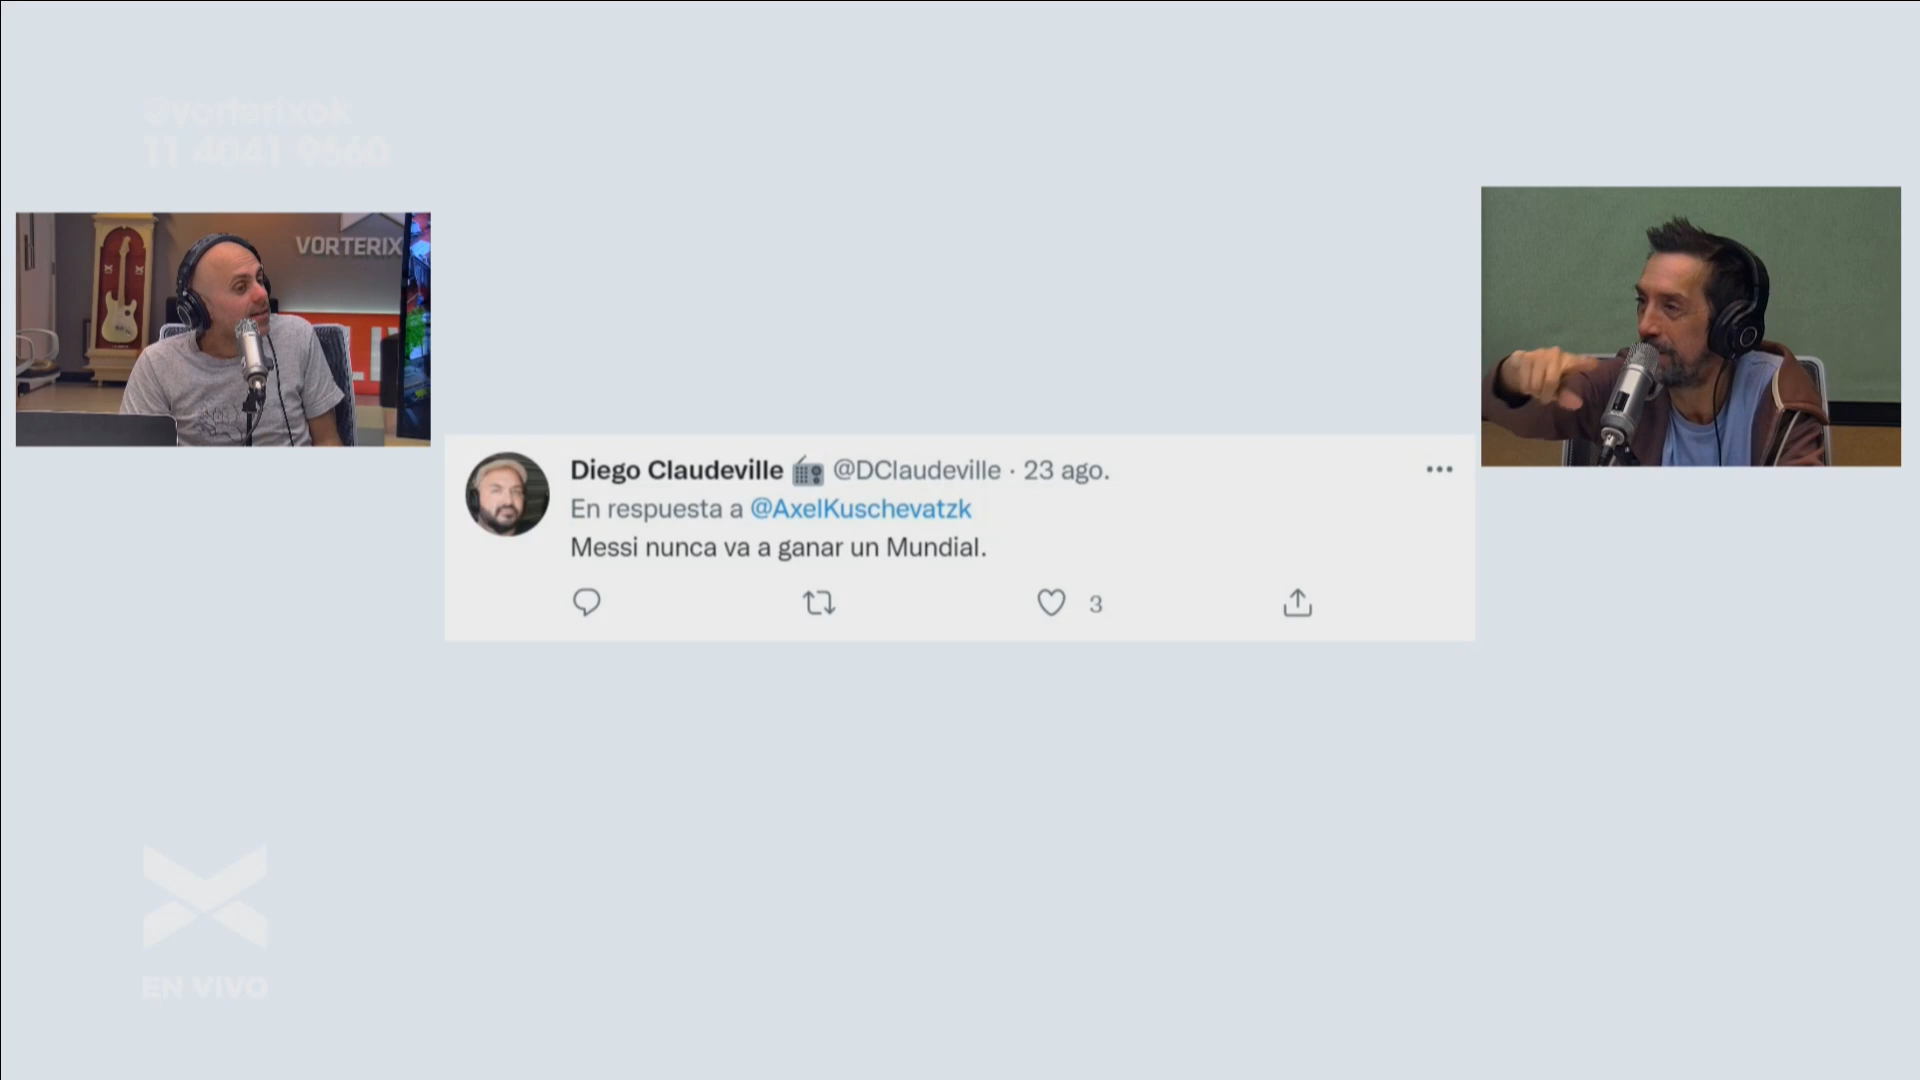 @vorterixok
11 4041 9660
VORTERIX
Diego Claudeville @DClaudeville · 23 ago.
En respuesta a @AxelKuschevatzk
Messi nunca va a ganar un Mundial.
3
EN VIVO